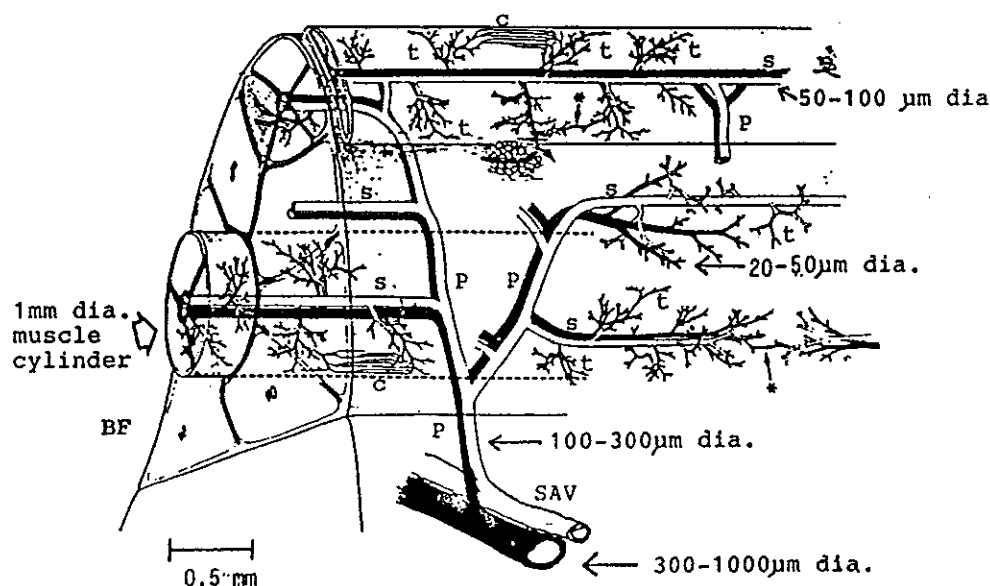 c
t t t t
s
50-100 µm dia
*
p
t
s
s
t
20-50µm dia.
p p
s
1mm dia.
muscle
cylinder
t
s
t
c
*
BF
p
100-300µm dia.
SAV
300-1000µm dia.
0.5 mm